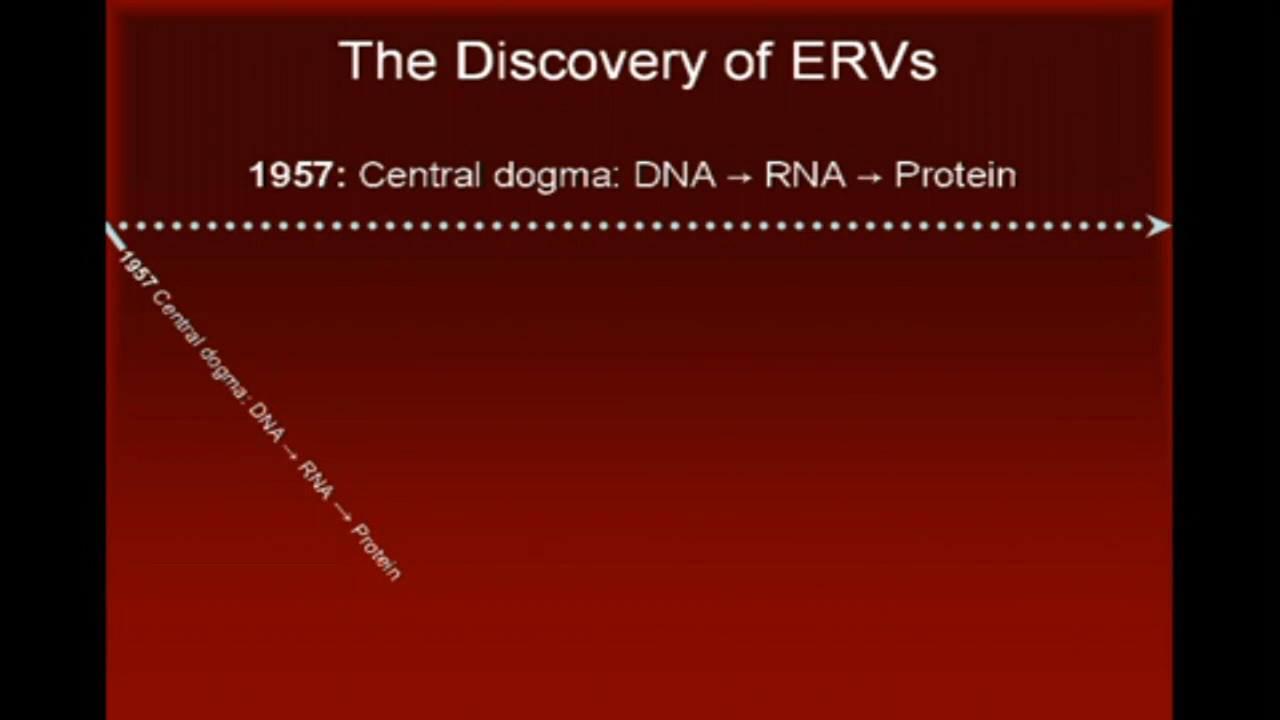 The Discovery of ERVs
1957: Central dogma: DNA → RNA → Protein
1957 Central dogma: DNA → RNA → Protein